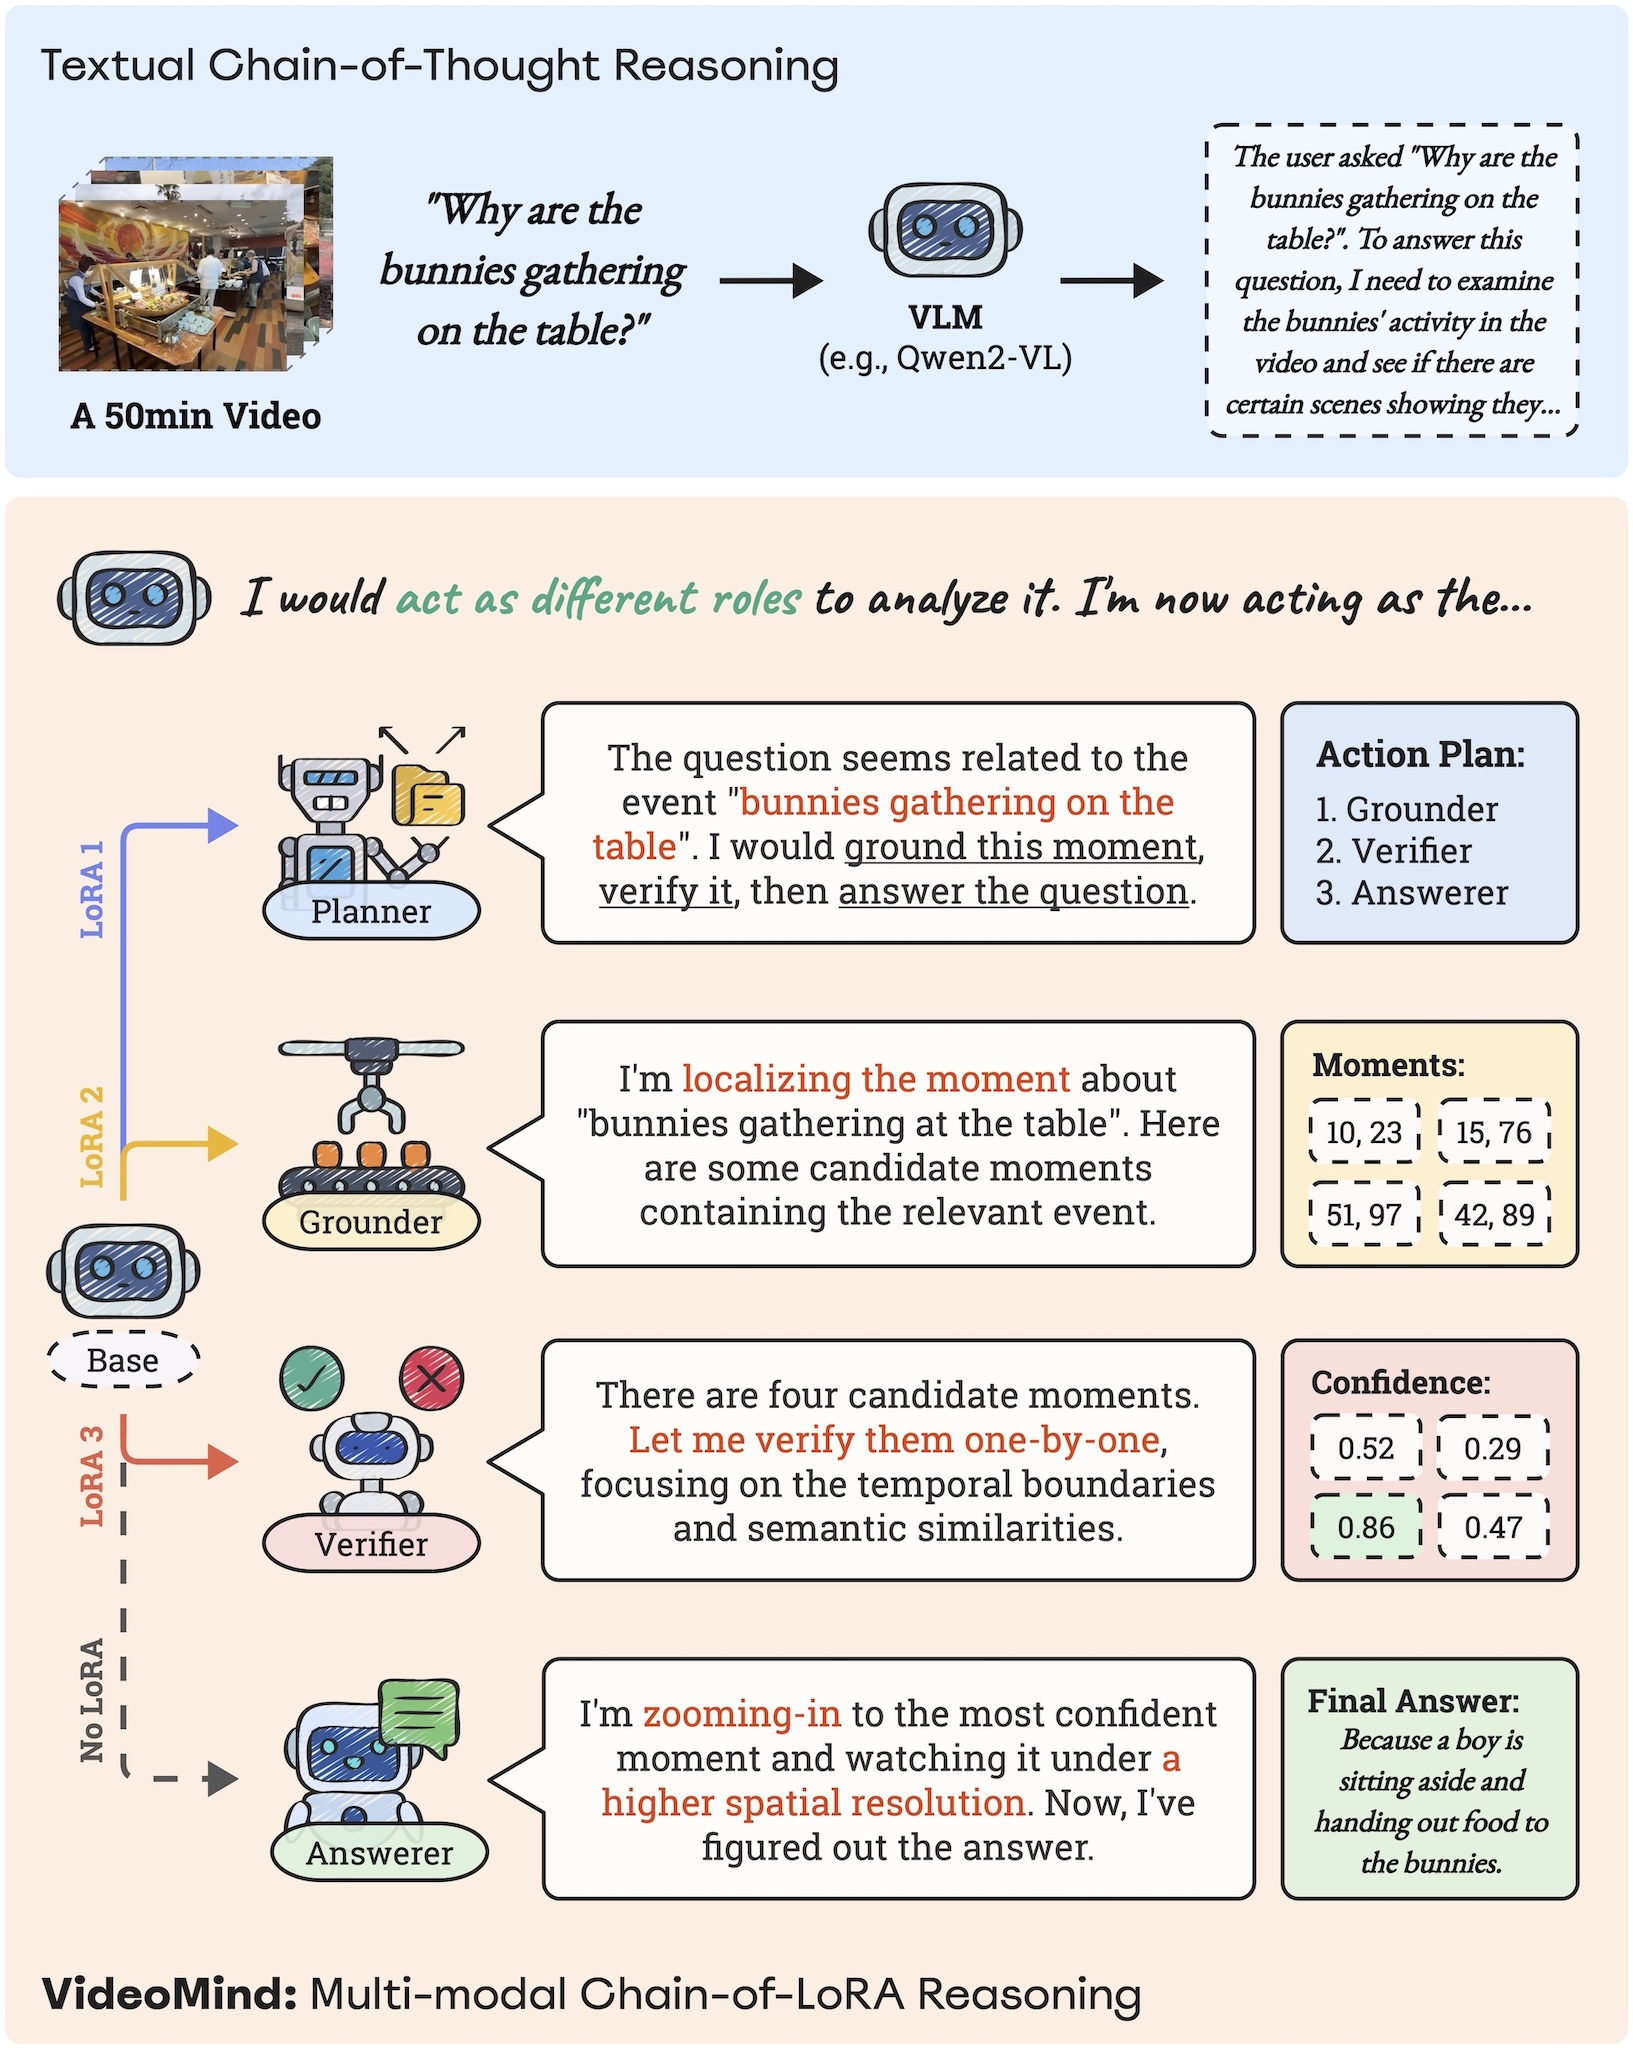 Textual Chain-of-Thought Reasoning
"Why are the
bunnies gathering
on the table?"
A 50min Video
VLM
(e.g., Qwen2-VL)
The user asked "Why are the
bunnies gathering on the
table?". To answer this
question, I need to examine
the bunnies' activity in the
video and see if there are
certain scenes showing they...
I would act as different roles to analyze it. I'm now acting as the...
LoRA 1
Planner
The question seems related to the
event "bunnies gathering on the
table". I would ground this moment,
verify it, then answer the question.
Action Plan:
1. Grounder
2. Verifier
3. Answerer
LoRA 2
Grounder
I'm localizing the moment about
"bunnies gathering at the table". Here
are some candidate moments
containing the relevant event.
Moments:
10, 23
15, 76
51, 97
42, 89
Base
LoRA 3
Verifier
There are four candidate moments.
Let me verify them one-by-one,
focusing on the temporal boundaries
and semantic similarities.
Confidence:
0.52
0.29
0.86
0.47
No LoRA
Answerer
I'm zooming-in to the most confident
moment and watching it under a
higher spatial resolution. Now, I've
figured out the answer.
Final Answer:
Because a boy is
sitting aside and
handing out food to
the bunnies.
VideoMind: Multi-modal Chain-of-LoRA Reasoning